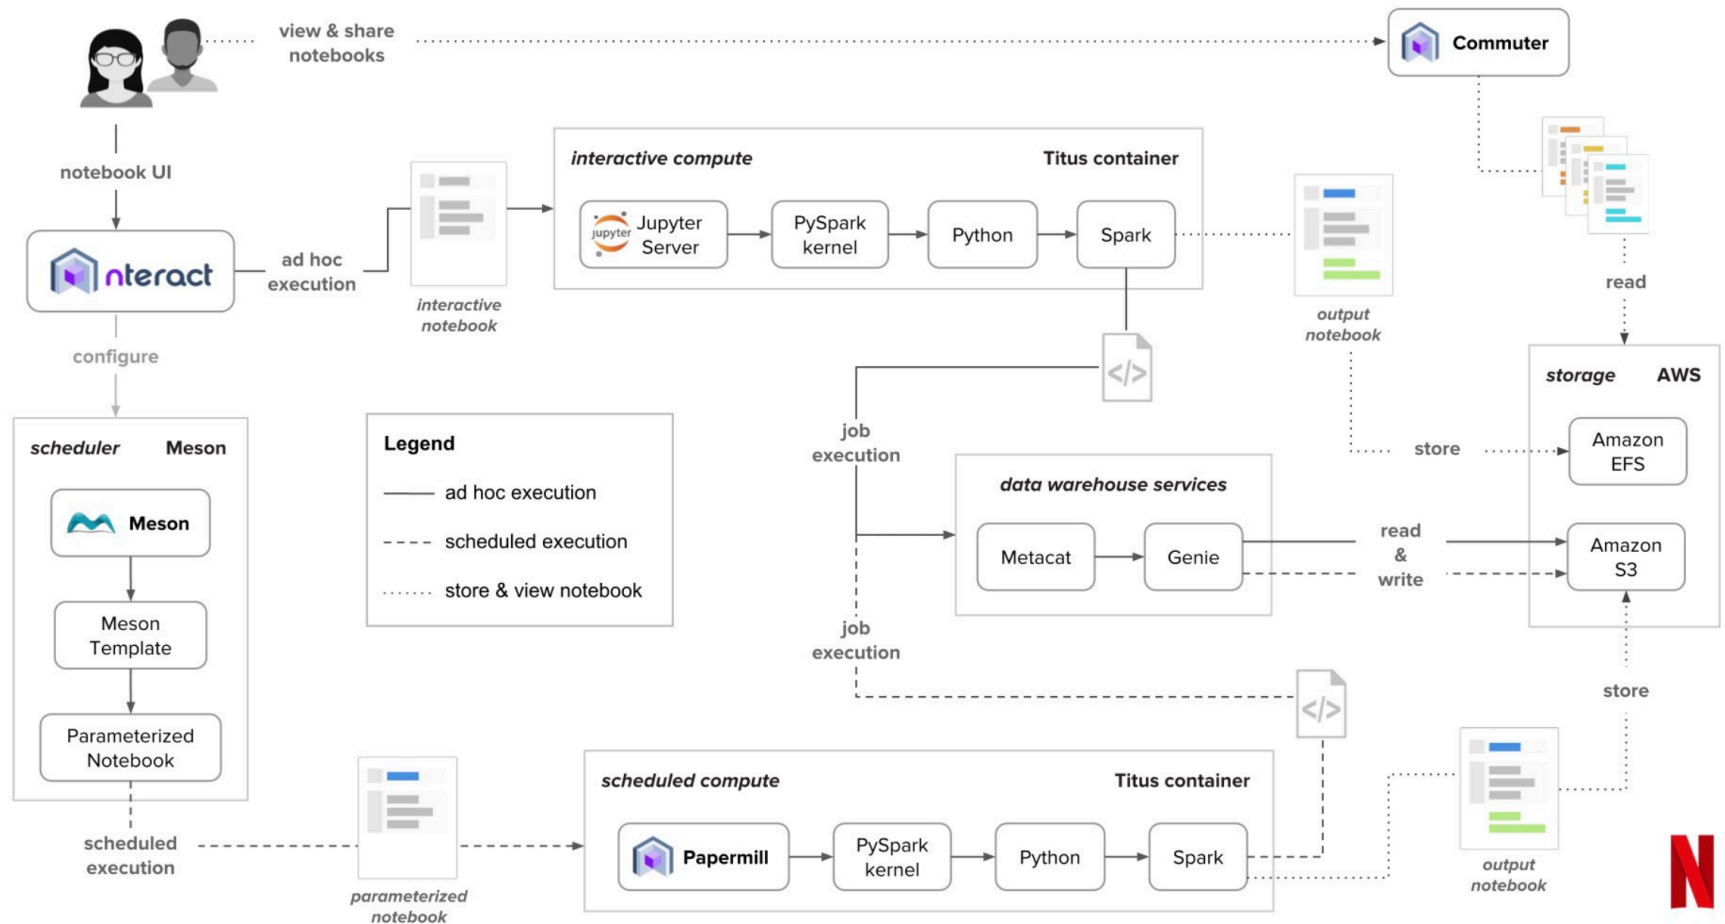 view & share
notebooks
Commuter
notebook UI
interactive compute
Titus container
jupyter
Jupyter
Server
PySpark
kernel
Python
Spark
nteract
ad hoc
execution
interactive
notebook
output
notebook
read
configure
</>
storage
AWS
scheduler
Meson
Legend
ad hoc execution
scheduled execution
store & view notebook
job
execution
store
Amazon
EFS
Meson
data warehouse services
Metacat
Genie
read
&
write
Amazon
S3
Meson
Template
job
execution
</>
store
Parameterized
Notebook
scheduled compute
Titus container
scheduled
execution
parameterized
notebook
Papermill
PySpark
kernel
Python
Spark
output
notebook
N